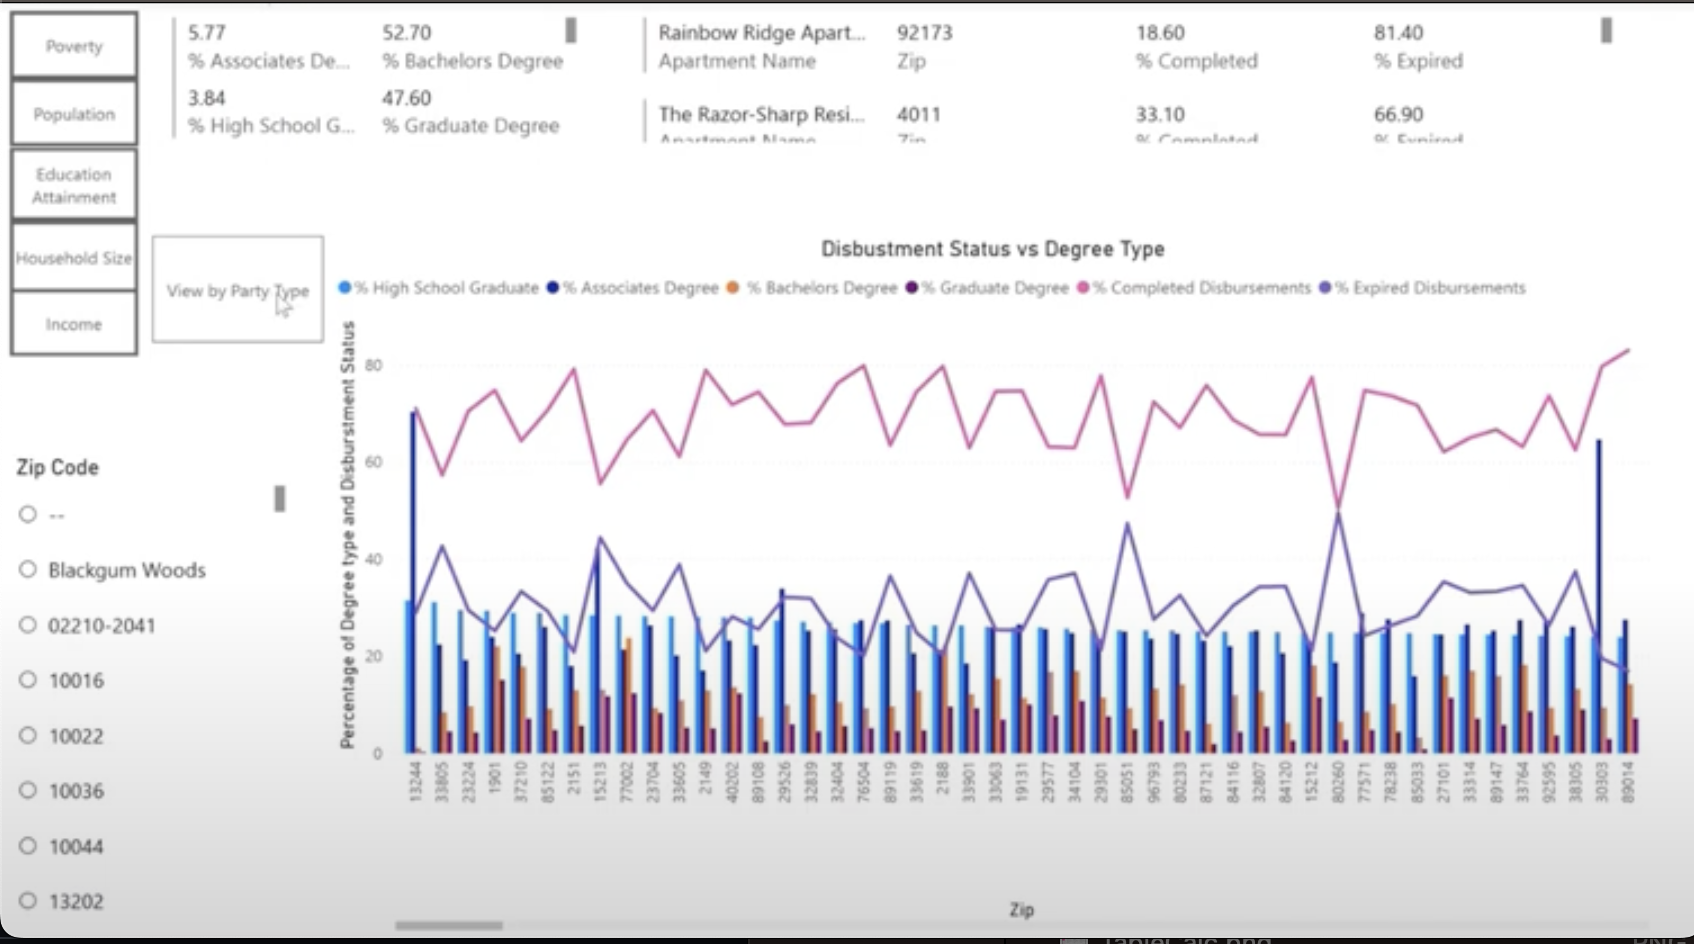 Poverty
Population
Education
Attainment
Household Size
Income
5.77
% Associates De...
52.70
% Bachelors Degree
3.84
% High School G...
47.60
% Graduate Degree
Rainbow Ridge Apart...
Apartment Name
92173
Zip
18.60
% Completed
81.40
% Expired
The Razor-Sharp Resi...
Apartment Name
4011
Zip
33.10
% Completed
66.90
% Expired
View by Party Type
Disbustment Status vs Degree Type
% High School Graduate
% Associates Degree
% Bachelors Degree
% Graduate Degree
% Completed Disbursements
% Expired Disbursements
Percentage of Degree type and Disburstment Status
80
60
40
20
0
13244
33805
23224
1901
37210
85122
2151
15213
77002
23704
33605
2149
40202
89108
29526
32839
32404
76504
89119
33619
2188
33901
33063
19131
29577
34104
29301
85051
96793
80233
87121
84116
32807
84120
15212
80260
77571
78238
85033
27101
33314
89147
33764
92595
38305
30303
89014
Zip
Zip Code
--
Blackgum Woods
02210-2041
10016
10022
10036
10044
13202